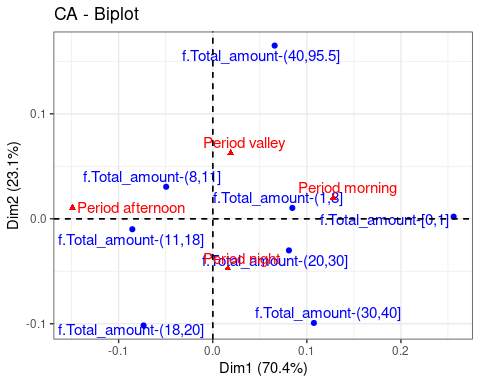 CA - Biplot
f.Total_amount-(40,95.5]
0.1
Period valley
f.Total_amount-(8,11]
Period morning
f.Total_amount-(1,8]
Period afternoon
0.0
f.Total_amount-[0,1]
f.Total_amount-(11,18]
Period night
f.Total_amount-(20,30]
f.Total_amount-(30,40]
-0.1
f.Total_amount-(18,20]
-0.1 0.0 0.1 0.2
Dim1 (70.4%)
Dim2 (23.1%)